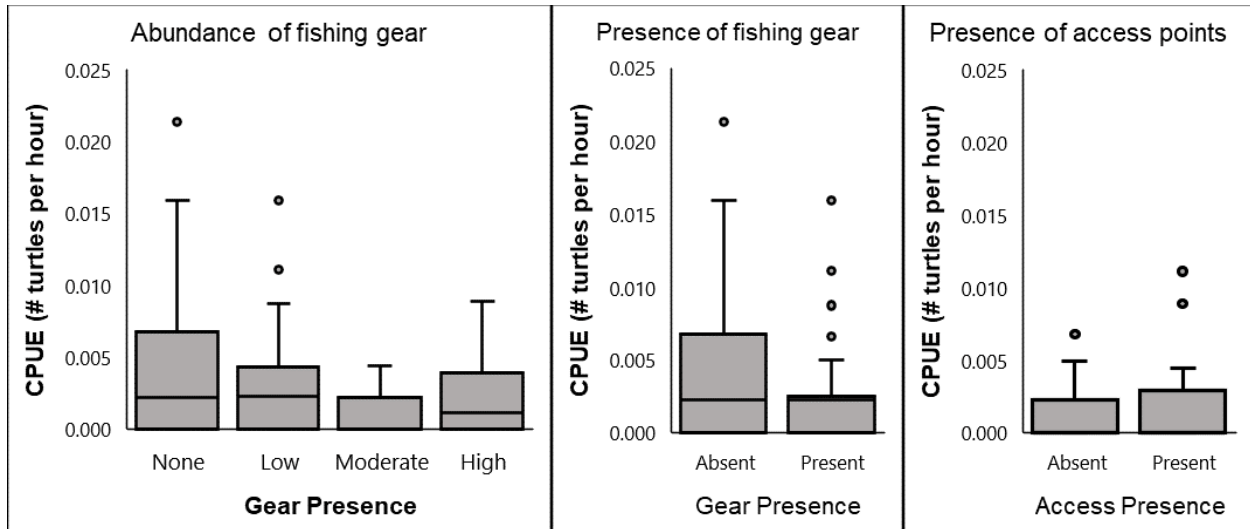 Abundance of fishing gear
CPUE (# turtles per hour)
0.025
0.020
0.015
0.010
0.005
0.000
None Low Moderate High
Gear Presence
Presence of fishing gear
CPUE (# turtles per hour)
0.025
0.020
0.015
0.010
0.005
0.000
Absent Present
Gear Presence
Presence of access points
CPUE (# turtles per hour)
0.025
0.020
0.015
0.010
0.005
0.000
Absent Present
Access Presence